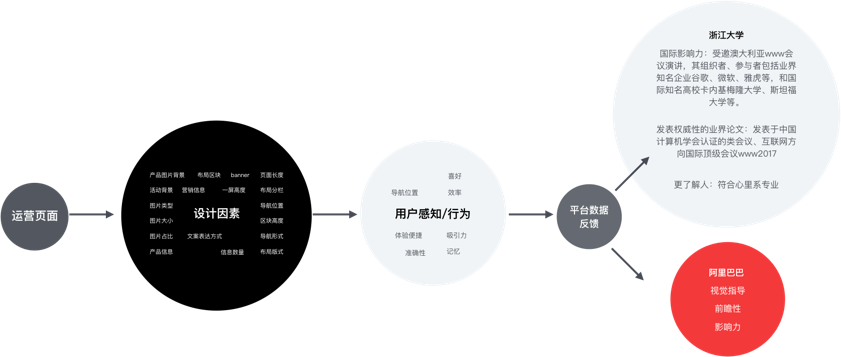 运营页面
产品图片背景 布局区块 banner 页面长度
活动背景 营销信息 一屏高度 布局分栏
图片类型 导航位置
设计因素
图片大小 区块高度
图片占比 文案表达方式 导航形式
产品信息 信息数量 布局版式
喜好
导航位置 效率
用户感知/行为
体验便捷 吸引力
准确性 记忆
平台数据
反馈
浙江大学
国际影响力：受邀澳大利亚www会
议演讲，其组织者、参与者包括业界
知名企业谷歌、微软、雅虎等，和国
际知名高校卡内基梅隆大学、斯坦福
大学等。
发表权威性的业界论文：发表于中国
计算机学会认证的类会议、互联网方
向国际顶级会议www2017
更了解人：符合心里系专业
阿里巴巴
视觉指导
前瞻性
影响力